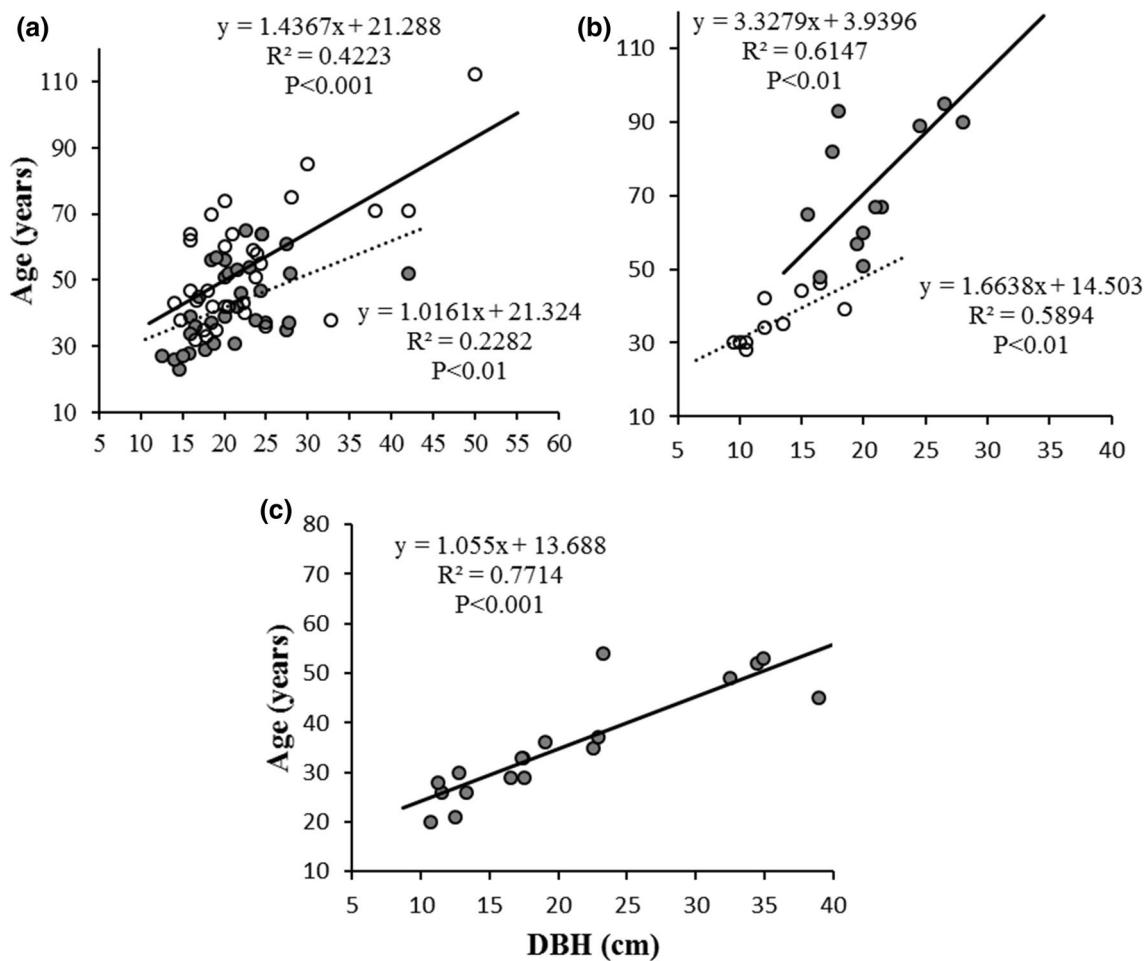 (a)
y = 1.4367x + 21.288
R² = 0.4223
P<0.001
110
90
70
50
30
10
Age (years)
y = 1.0161x + 21.324
R² = 0.2282
P<0.01
5 10 15 20 25 30 35 40 45 50 55 60
(b)
y = 3.3279x + 3.9396
R² = 0.6147
P<0.01
110
90
70
50
30
10
y = 1.6638x + 14.503
R² = 0.5894
P<0.01
5 10 15 20 25 30 35 40
(c)
y = 1.055x + 13.688
R² = 0.7714
P<0.001
80
70
60
50
40
30
20
10
Age (years)
5 10 15 20 25 30 35 40
DBH (cm)